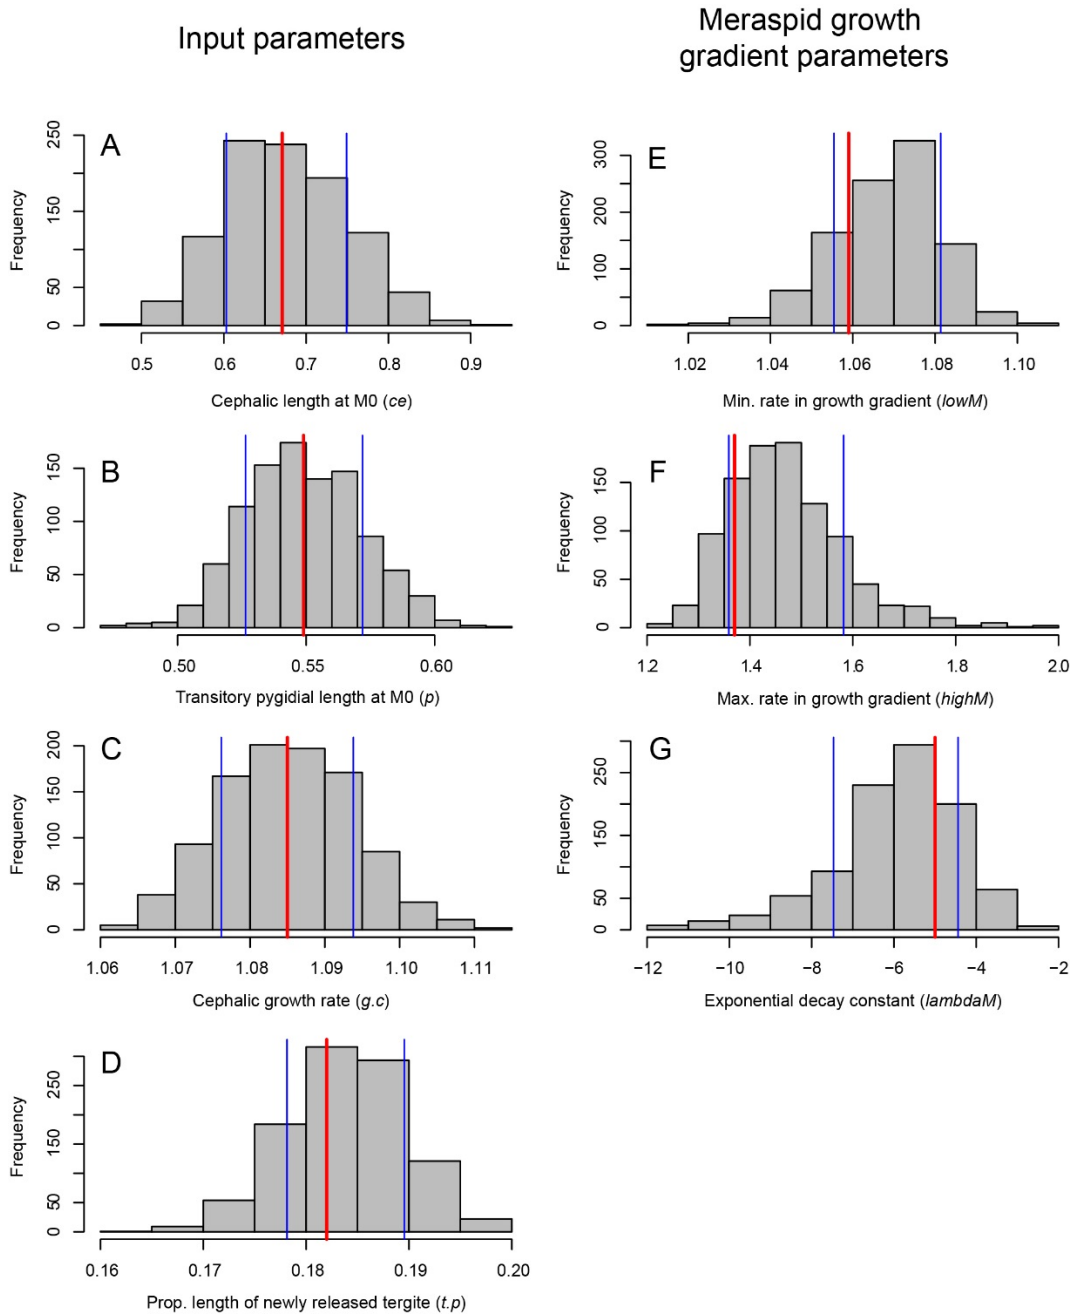 Input parameters
Meraspid growth
gradient parameters
A
Frequency
0
50
150
250
0.5
0.6
0.7
0.8
0.9
Cephalic length at M0 (ce)
E
Frequency
0
100
200
300
1.02
1.04
1.06
1.08
1.10
Min. rate in growth gradient (lowM)
B
Frequency
0
50
100
150
0.50
0.55
0.60
Transitory pygidial length at M0 (p)
F
Frequency
0
50
100
150
1.2
1.4
1.6
1.8
2.0
Max. rate in growth gradient (highM)
C
Frequency
0
50
100
150
200
1.06
1.07
1.08
1.09
1.10
1.11
Cephalic growth rate (g.c)
G
Frequency
0
50
150
250
−12
−10
−8
−6
−4
−2
Exponential decay constant (lambdaM)
D
Frequency
0
50
150
250
0.16
0.17
0.18
0.19
0.20
Prop. length of newly released tergite (t.p)